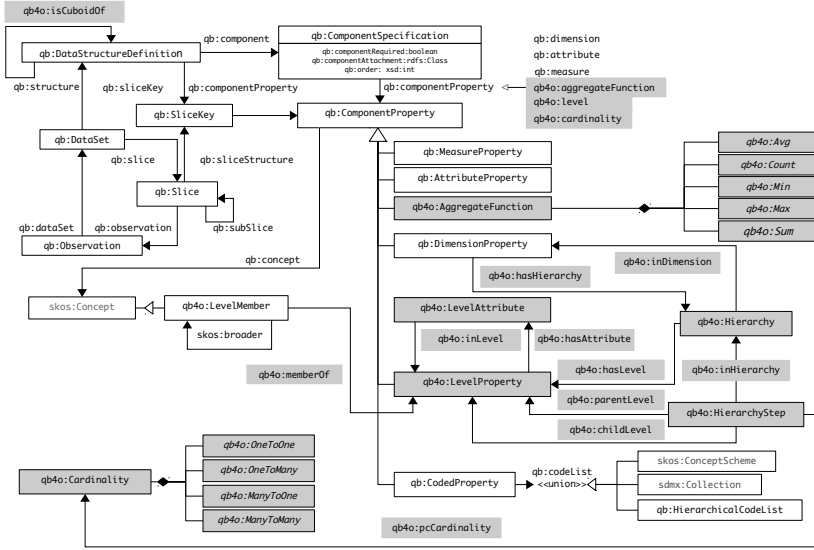 qb4o:isCuboidOf
qb:DataStructureDefinition
qb:component
qb:ComponentSpecification
qb:componentRequired:boolean
qb:componentAttachment:rdfs:Class
qb:order: xsd:int
qb:dimension
qb:attribute
qb:measure
qb4o:aggregateFunction
qb4o:level
qb4o:cardinality
qb:structure
qb:sliceKey
qb:componentProperty
qb:componentProperty
qb:SliceKey
qb:ComponentProperty
qb:DataSet
qb:slice
qb:sliceStructure
qb:Slice
qb:subSlice
qb:dataSet
qb:observation
qb:Observation
qb:concept
qb:MeasureProperty
qb:AttributeProperty
qb4o:AggregateFunction
qb4o:Avg
qb4o:Count
qb4o:Min
qb4o:Max
qb4o:Sum
qb:DimensionProperty
qb4o:inDimension
qb4o:hasHierarchy
skos:Concept
qb4o:LevelMember
skos:broader
qb4o:LevelAttribute
qb4o:Hierarchy
qb4o:inLevel
qb4o:hasAttribute
qb4o:memberOf
qb4o:LevelProperty
qb4o:hasLevel
qb4o:inHierarchy
qb4o:parentLevel
qb4o:HierarchyStep
qb4o:childLevel
qb4o:Cardinality
qb4o:OneToOne
qb4o:OneToMany
qb4o:ManyToOne
qb4o:ManyToMany
qb:CodedProperty
qb:codeList
<<union>>
skos:ConceptScheme
sdmx:Collection
qb:HierarchicalCodeList
qb4o:pcCardinality